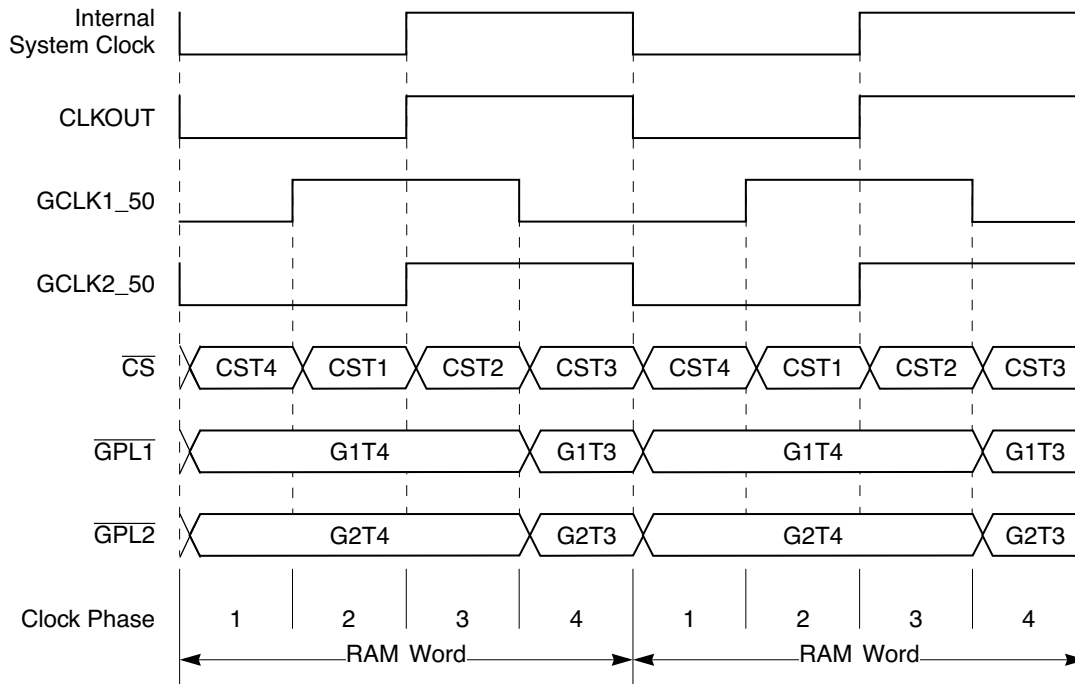 Internal
System Clock
CLKOUT
GCLK1_50
GCLK2_50
CS CST4 CST1 CST2 CST3 CST4 CST1 CST2 CST3
GPL1 G1T4 G1T3 G1T4 G1T3
GPL2 G2T4 G2T3 G2T4 G2T3
Clock Phase 1 2 3 4 1 2 3 4
RAM Word RAM Word